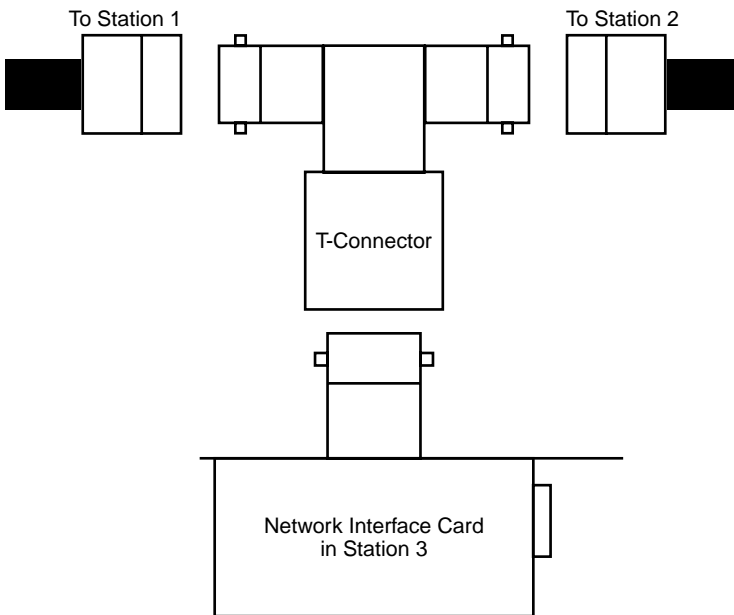 To Station 1
To Station 2
T-Connector
Network Interface Card
in Station 3